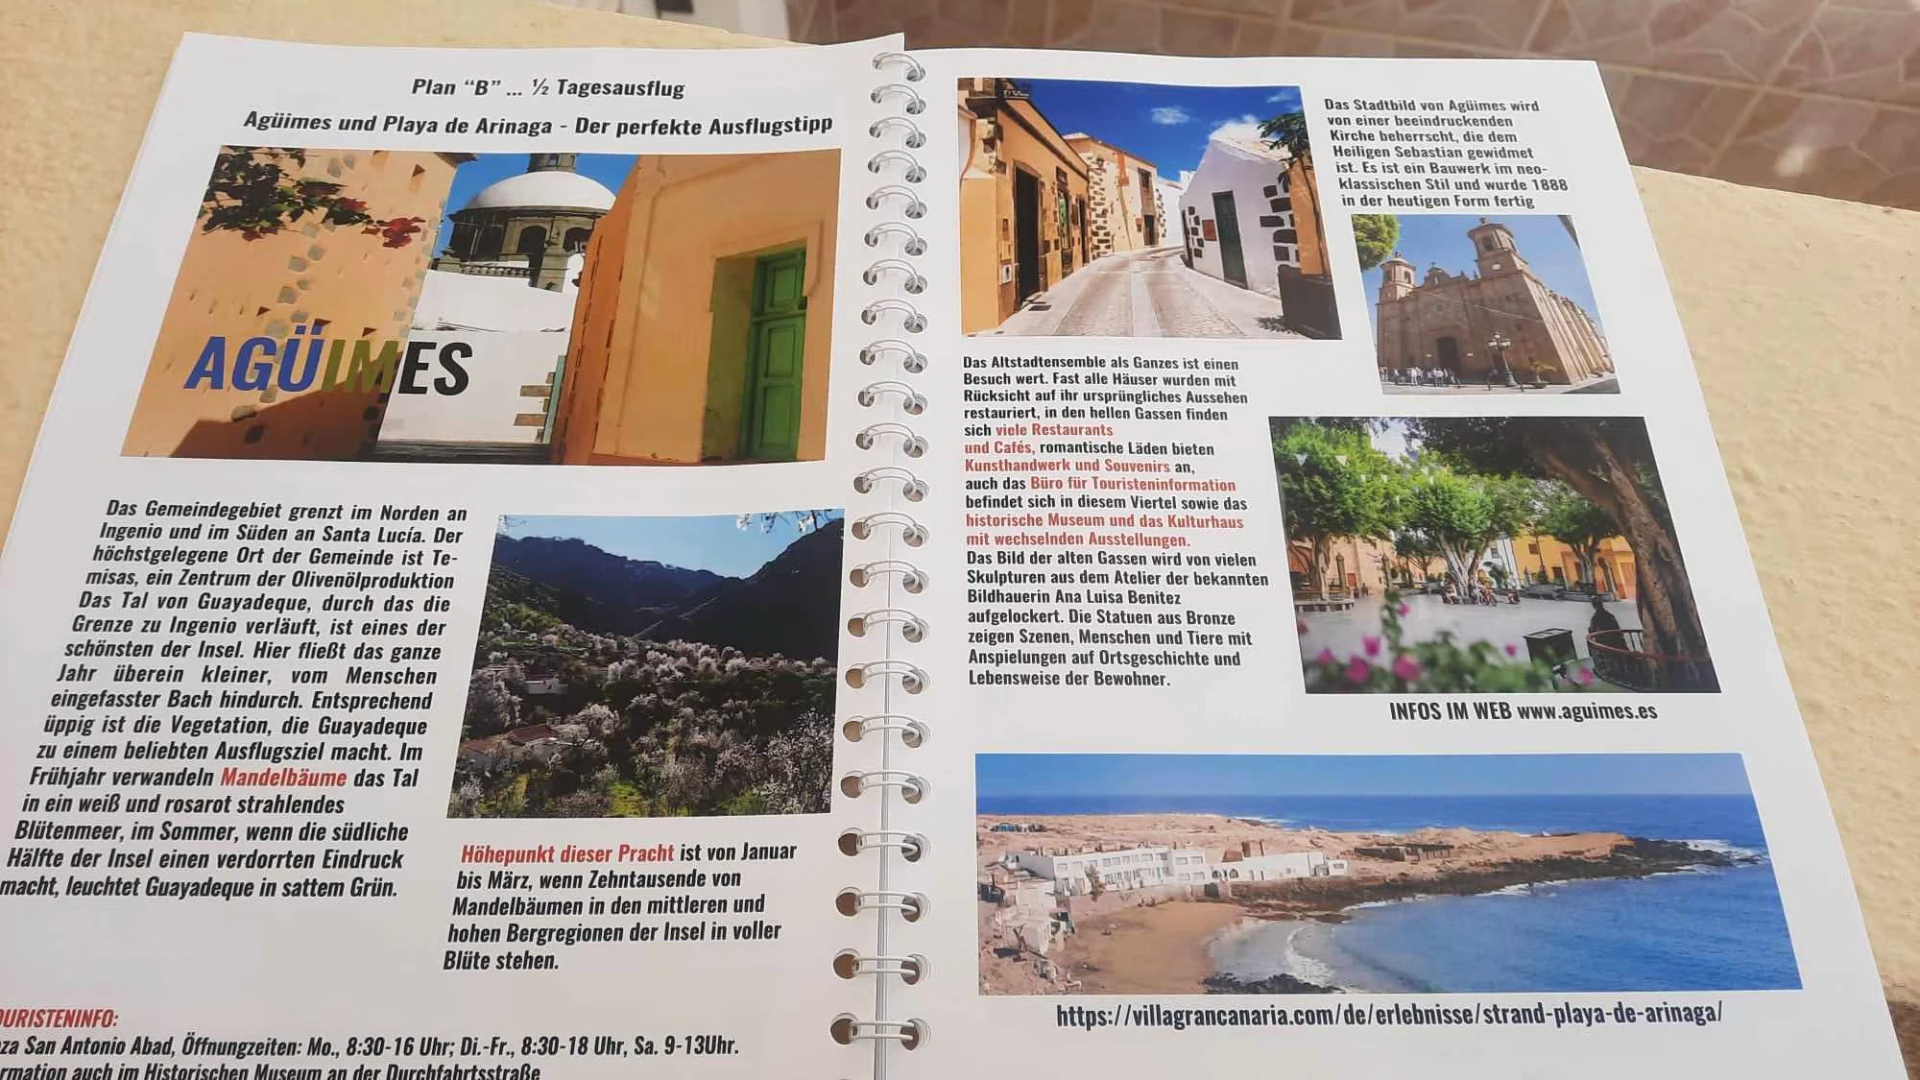 Plan “B” ... ½ Tagesausflug
Agüimes und Playa de Arinaga - Der perfekte Ausflugstipp
AGÜIMES
Das Gemeindegebiet grenzt im Norden an
Ingenio und im Süden an Santa Lucía. Der
höchstgelegene Ort der Gemeinde ist Te-
misas, ein Zentrum der Olivenölproduktion
Das Tal von Guayadeque, durch das die
Grenze zu Ingenio verläuft, ist eines der
schönsten der Insel. Hier fließt das ganze
Jahr überein kleiner, vom Menschen
eingefasster Bach hindurch. Entsprechend
üppig ist die Vegetation, die Guayadeque
zu einem beliebten Ausflugsziel macht. Im
Frühjahr verwandeln Mandelbäume das Tal
in ein weiß und rosarot strahlendes
Blütenmeer, im Sommer, wenn die südliche
Hälfte der Insel einen verdorrten Eindruck
macht, leuchtet Guayadeque in sattem Grün.
Höhepunkt dieser Pracht ist von Januar
bis März, wenn Zehntausende von
Mandelbäumen in den mittleren und
hohen Bergregionen der Insel in voller
Blüte stehen.
OURISTENINFO:
za San Antonio Abad, Öffnungzeiten: Mo., 8:30-16 Uhr; Di.-Fr., 8:30-18 Uhr, Sa. 9-13Uhr.
rmation auch im Historischen Museum an der Durchfahrtsstraße
Das Stadtbild von Agüimes wird
von einer beeindruckenden
Kirche beherrscht, die dem
Heiligen Sebastian gewidmet
ist. Es ist ein Bauwerk im neo-
klassischen Stil und wurde 1888
in der heutigen Form fertig
Das Altstadtensemble als Ganzes ist einen
Besuch wert. Fast alle Häuser wurden mit
Rücksicht auf ihr ursprüngliches Aussehen
restauriert, in den hellen Gassen finden
sich viele Restaurants
und Cafés, romantische Läden bieten
Kunsthandwerk und Souvenirs an,
auch das Büro für Touristeninformation
befindet sich in diesem Viertel sowie das
historische Museum und das Kulturhaus
mit wechselnden Ausstellungen.
Das Bild der alten Gassen wird von vielen
Skulpturen aus dem Atelier der bekannten
Bildhauerin Ana Luisa Benitez
aufgelockert. Die Statuen aus Bronze
zeigen Szenen, Menschen und Tiere mit
Anspielungen auf Ortsgeschichte und
Lebensweise der Bewohner.
INFOS IM WEB www.aguimes.es
https://villagrancanaria.com/de/erlebnisse/strand-playa-de-arinaga/